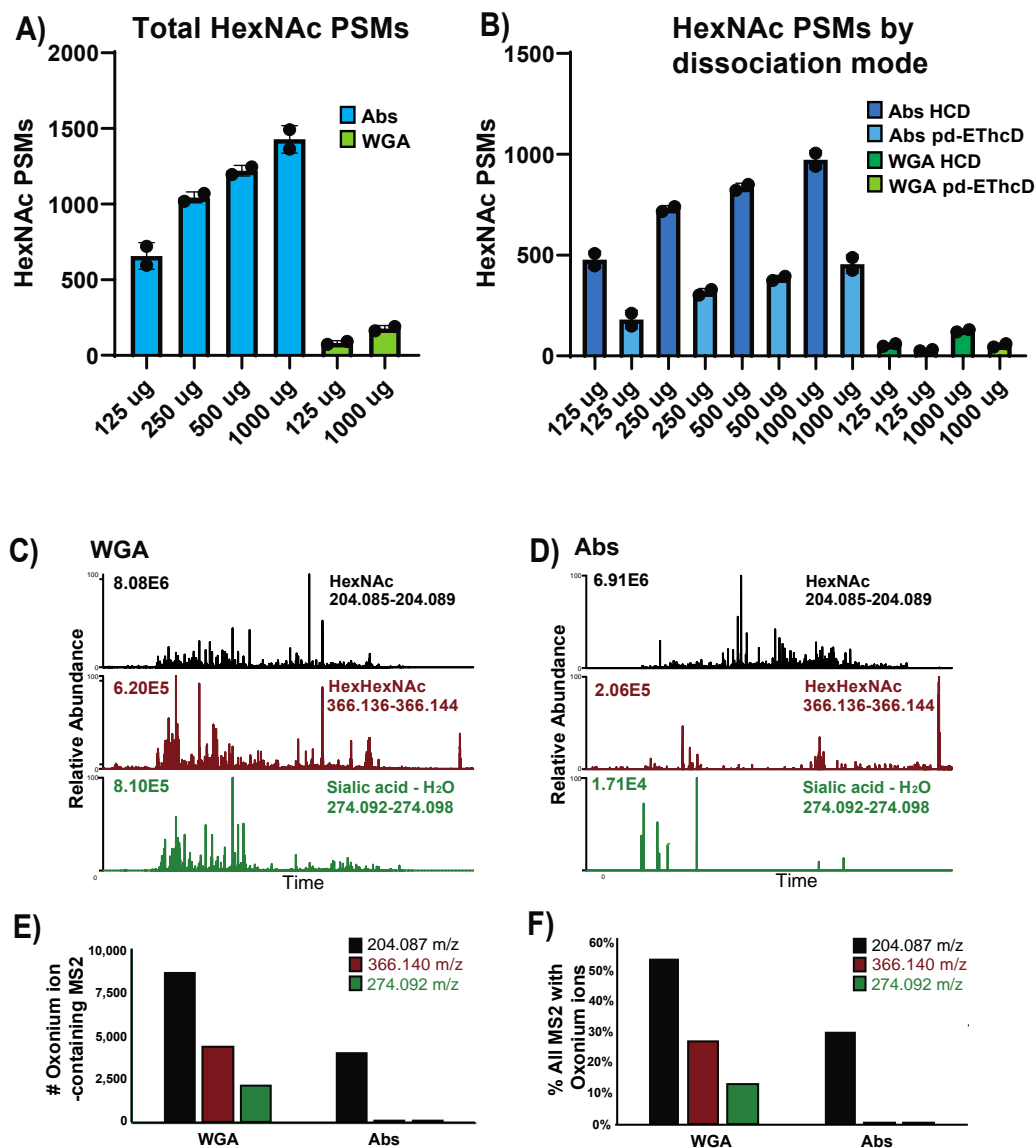 A)
Total HexNAc PSMs
HexNAc PSMs
2000
1500
1000
500
0
Abs
WGA
125 ug
250 ug
500 ug
1000 ug
125 ug
1000 ug
B)
HexNAc PSMs by
dissociation mode
HexNAc PSMs
1500
1000
500
0
Abs HCD
Abs pd-EThcD
WGA HCD
WGA pd-EThcD
125 ug
125 ug
250 ug
250 ug
500 ug
500 ug
1000 ug
1000 ug
125 ug
125 ug
1000 ug
1000 ug
C)
WGA
Relative Abundance
100
8.08E6
HexNAc
204.085-204.089
0
100
6.20E5
HexHexNAc
366.136-366.144
0
100
8.10E5
Sialic acid - H2O
274.092-274.098
0
Time
D)
Abs
Relative Abundance
100
6.91E6
HexNAc
204.085-204.089
0
100
2.06E5
HexHexNAc
366.136-366.144
0
100
1.71E4
Sialic acid - H2O
274.092-274.098
0
Time
E)
# Oxonium ion
-containing MS2
10,000
7,500
5,000
2,500
0
204.087 m/z
366.140 m/z
274.092 m/z
WGA
Abs
F)
% All MS2 with
Oxonium ions
60%
50%
40%
30%
20%
10%
0%
204.087 m/z
366.140 m/z
274.092 m/z
WGA
Abs